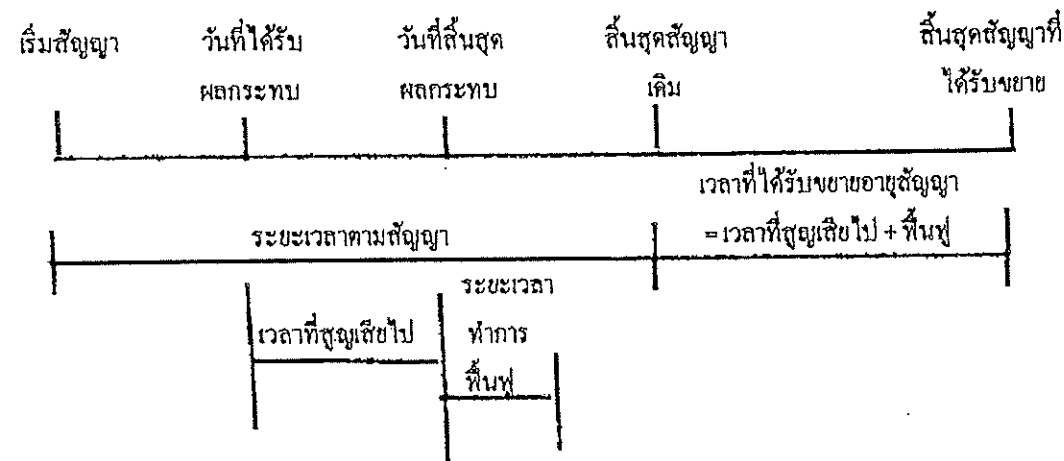 เริ่มสัญญา วันที่ได้รับ วันที่สิ้นสุด สิ้นสุดสัญญา สิ้นสุดสัญญาที่
ผลกระทบ ผลกระทบ เดิม ได้รับขยาย
เวลาที่ได้รับขยายอายุสัญญา
ระยะเวลาตามสัญญา =เวลาที่สูญเสียไป + ฟื้นฟู
ระยะเวลา
เวลาที่สูญเสียไป ทำการ
ฟื้นฟู